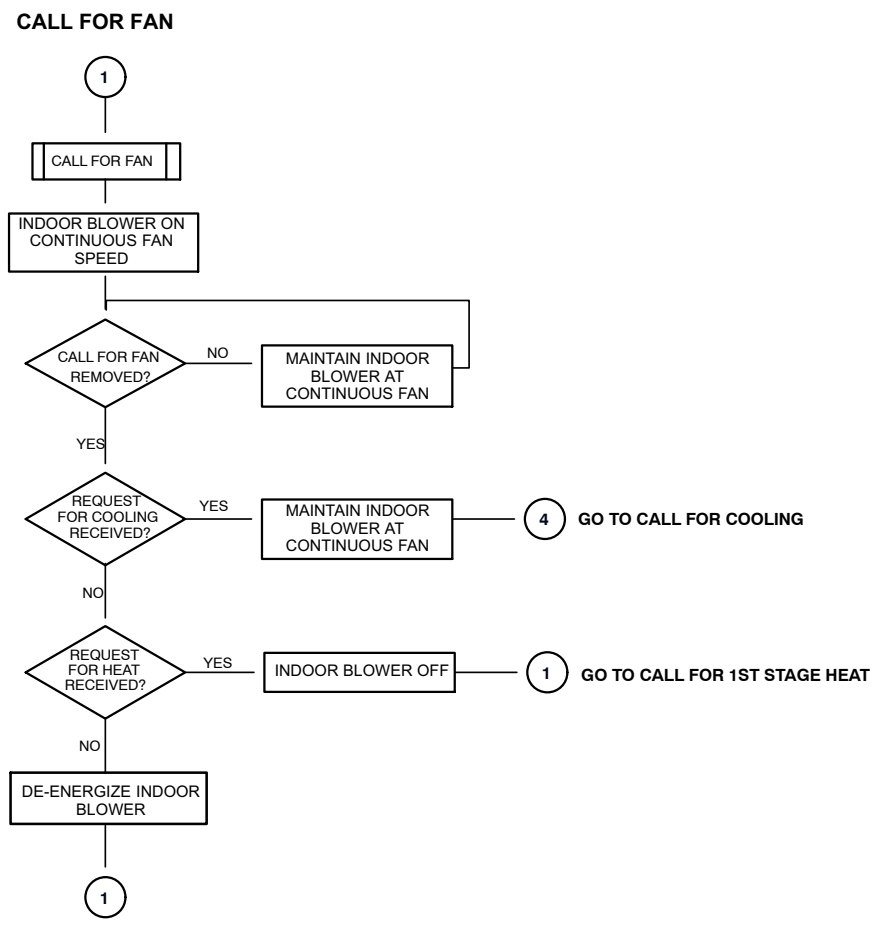 CALL FOR FAN
1
CALL FOR FAN
INDOOR BLOWER ON
CONTINUOUS FAN
SPEED
CALL FOR FAN
REMOVED?
NO
MAINTAIN INDOOR
BLOWER AT
CONTINUOUS FAN
YES
REQUEST
FOR COOLING
RECEIVED?
YES
MAINTAIN INDOOR
BLOWER AT
CONTINUOUS FAN
4
GO TO CALL FOR COOLING
NO
REQUEST
FOR HEAT
RECEIVED?
YES
INDOOR BLOWER OFF
1
GO TO CALL FOR 1ST STAGE HEAT
NO
DE-ENERGIZE INDOOR
BLOWER
1